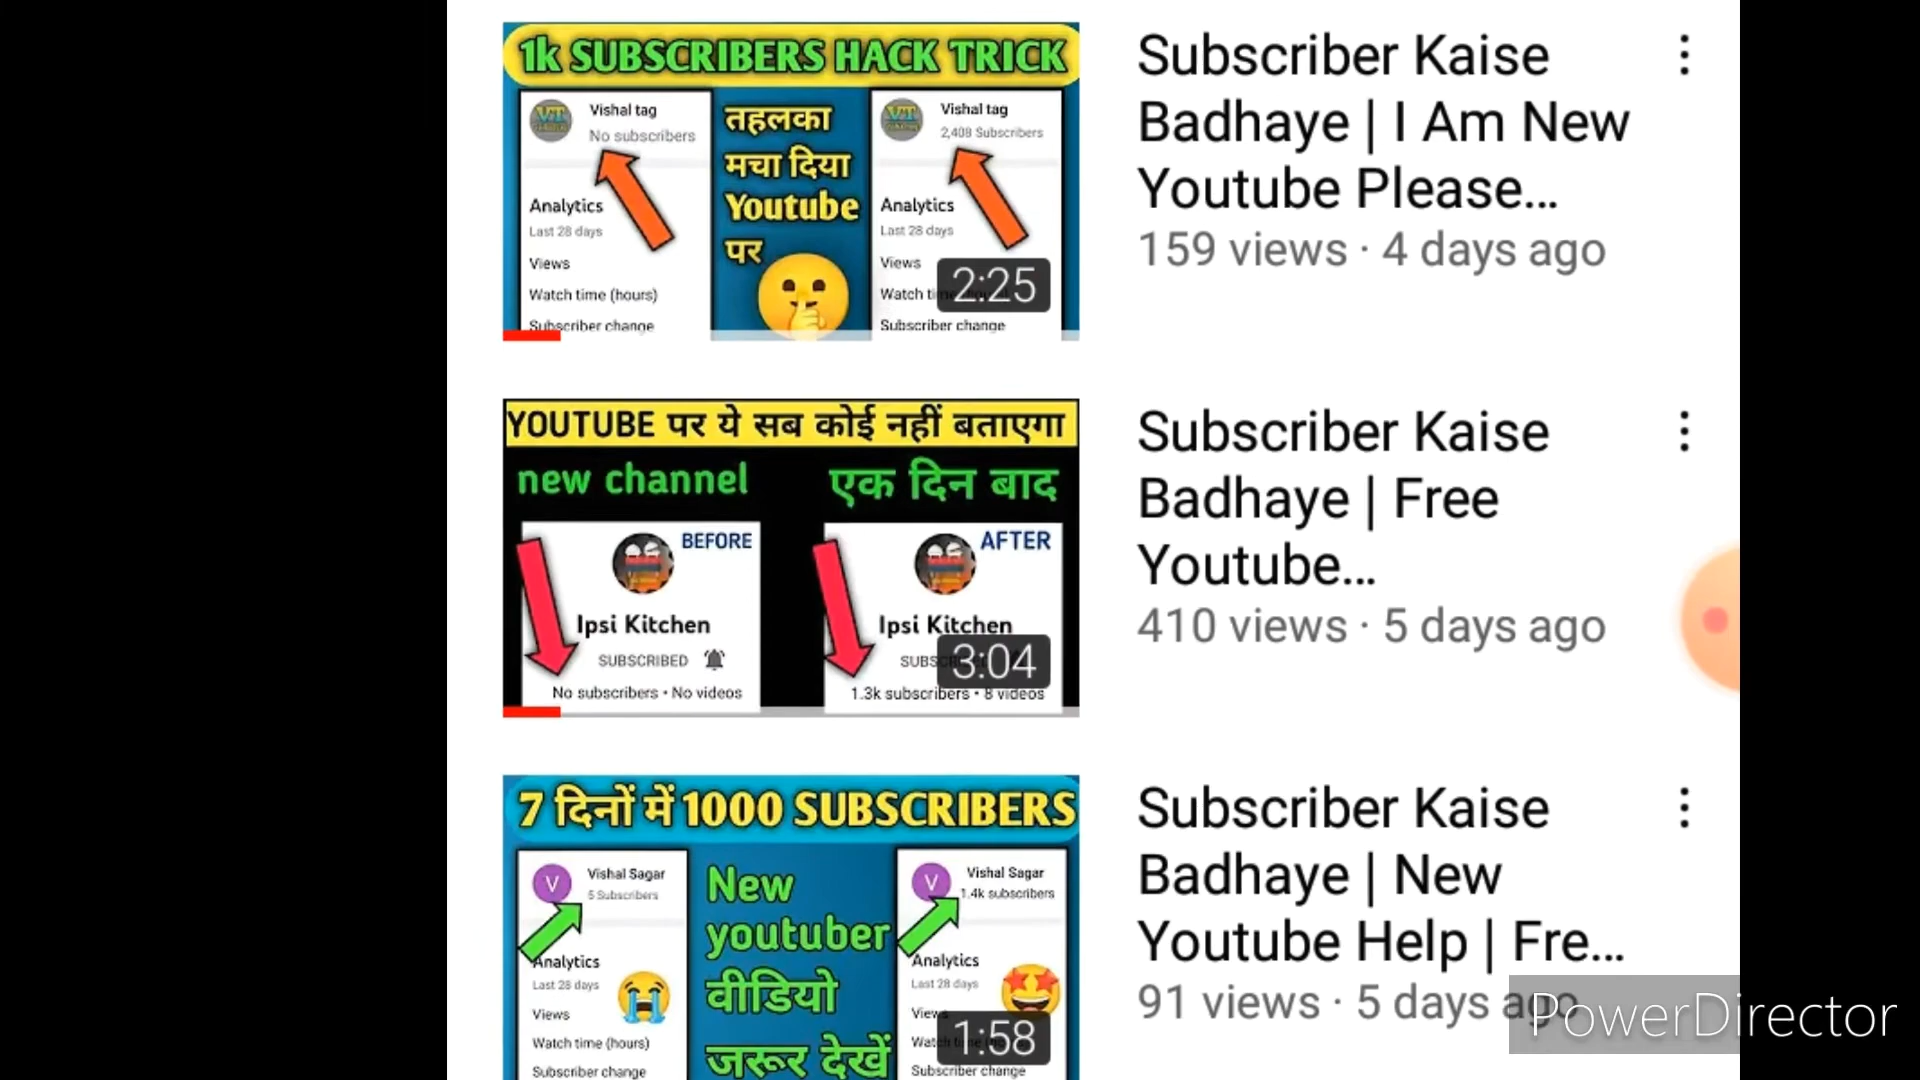 1k SUBSCRIBERS HACK TRICK
Vishal tag
No subscribers
Analytics
Last 28 days
Views
Watch time (hours)
Subscriber change
तहलका
मचा दिया
Youtube
पर
Vishal tag
2,408 Subscribers
Analytics
Last 28 days
Views
Watch
Subscriber change
2:25
Subscriber Kaise
Badhaye | I Am New
Youtube Please...
159 views · 4 days ago
YOUTUBE पर ये सब कोई नहीं बताएगा
new channel
एक दिन बाद
BEFORE
Ipsi Kitchen
SUBSCRIBED
No subscribers • No videos
AFTER
Ipsi Kitchen
1.3k subscribers • 8 videos
3:04
Subscriber Kaise
Badhaye | Free
Youtube...
410 views · 5 days ago
7 दिनों में 1000 SUBSCRIBERS
V
Vishal Sagar
5 Subscribers
Analytics
Last 28 days
Views
Watch time (hours)
Subscriber change
New
youtuber
वीडियो
जरूर देखें
V
Vishal Sagar
1.4k subscribers
Analytics
Last 28 days
Views
Subscriber change
1:58
Subscriber Kaise
Badhaye | New
Youtube Help | Fre...
91 views · 5 days ago
PowerDirector